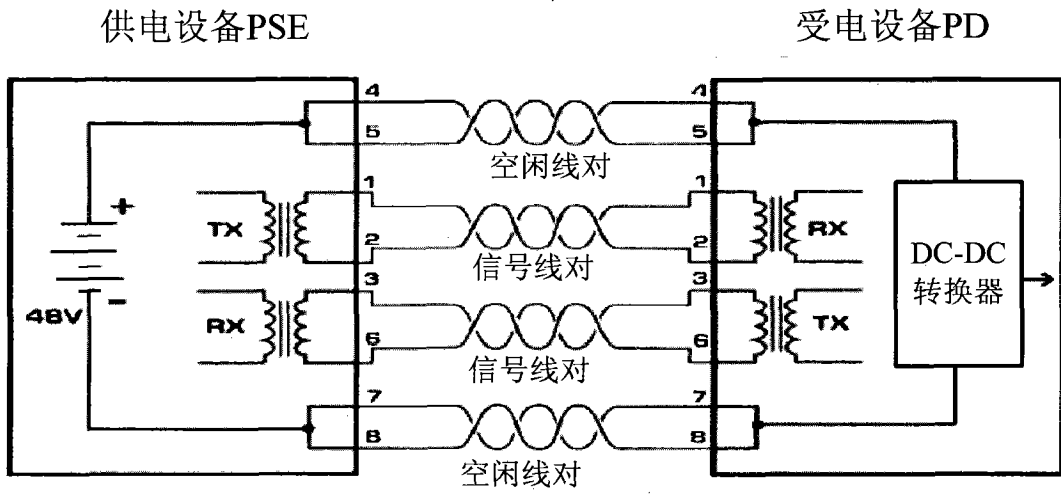 供电设备PSE 受电设备PD
4 4
5 5
空闲线对
1 1
+ TX RX
2 2
信号线对
DC-DC
转换器
3 3
48V - RX TX
6 6
信号线对
7 7
8 8
空闲线对